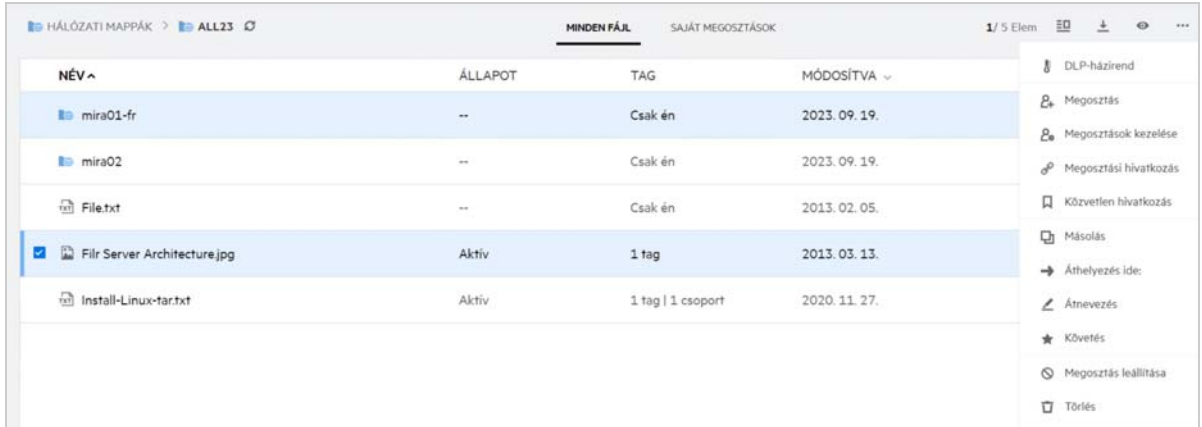 HÁLÓZATI MAPPÁK > ALL23 MINDEN FÁJL SAJÁT MEGOSZTÁSOK 1/ 5 Elem
NÉV ÁLLAPOT TAG MÓDOSÍTVA
mira01-fr -- Csak én 2023. 09. 19.
mira02 -- Csak én 2023. 09. 19.
TXT File.txt -- Csak én 2013. 02. 05.
Filr Server Architecture.jpg Aktív 1 tag 2013. 03. 13.
TXT Install-Linux-tar.txt Aktív 1 tag | 1 csoport 2020. 11. 27.
DLP-házirend
Megosztás
Megosztások kezelése
Megosztási hivatkozás
Közvetlen hivatkozás
Másolás
Áthelyezés ide:
Átnevezés
Követés
Megosztás leállítása
Törlés